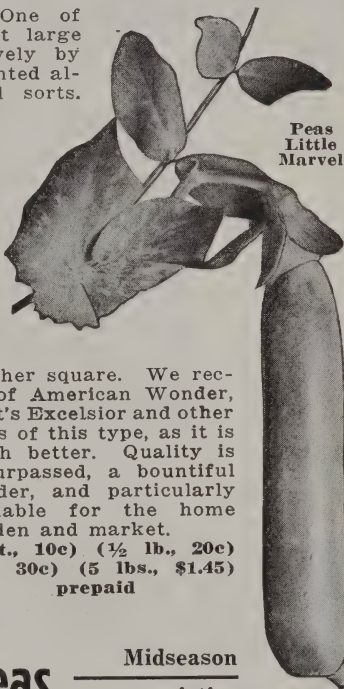 One of
t large
vely by
nted al-
l sorts.
Peas
Little
Marvel
her square. We rec-
of American Wonder,
t's Excelsior and other
s of this type, as it is
h better. Quality is
urpassed, a bountiful
der, and particularly
able for the home
den and market.
t., 10c) (½ lb., 20c)
30c) (5 lbs., $1.45)
prepaid
Midseason
eas